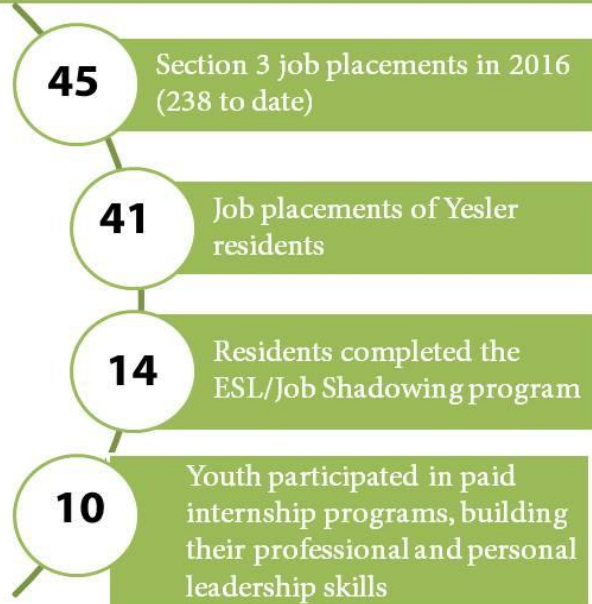 45
Section 3 job placements in 2016
(238 to date)
41
Job placements of Yesler
residents
14
Residents completed the
ESL/Job Shadowing program
10
Youth participated in paid
internship programs, building
their professional and personal
leadership skills